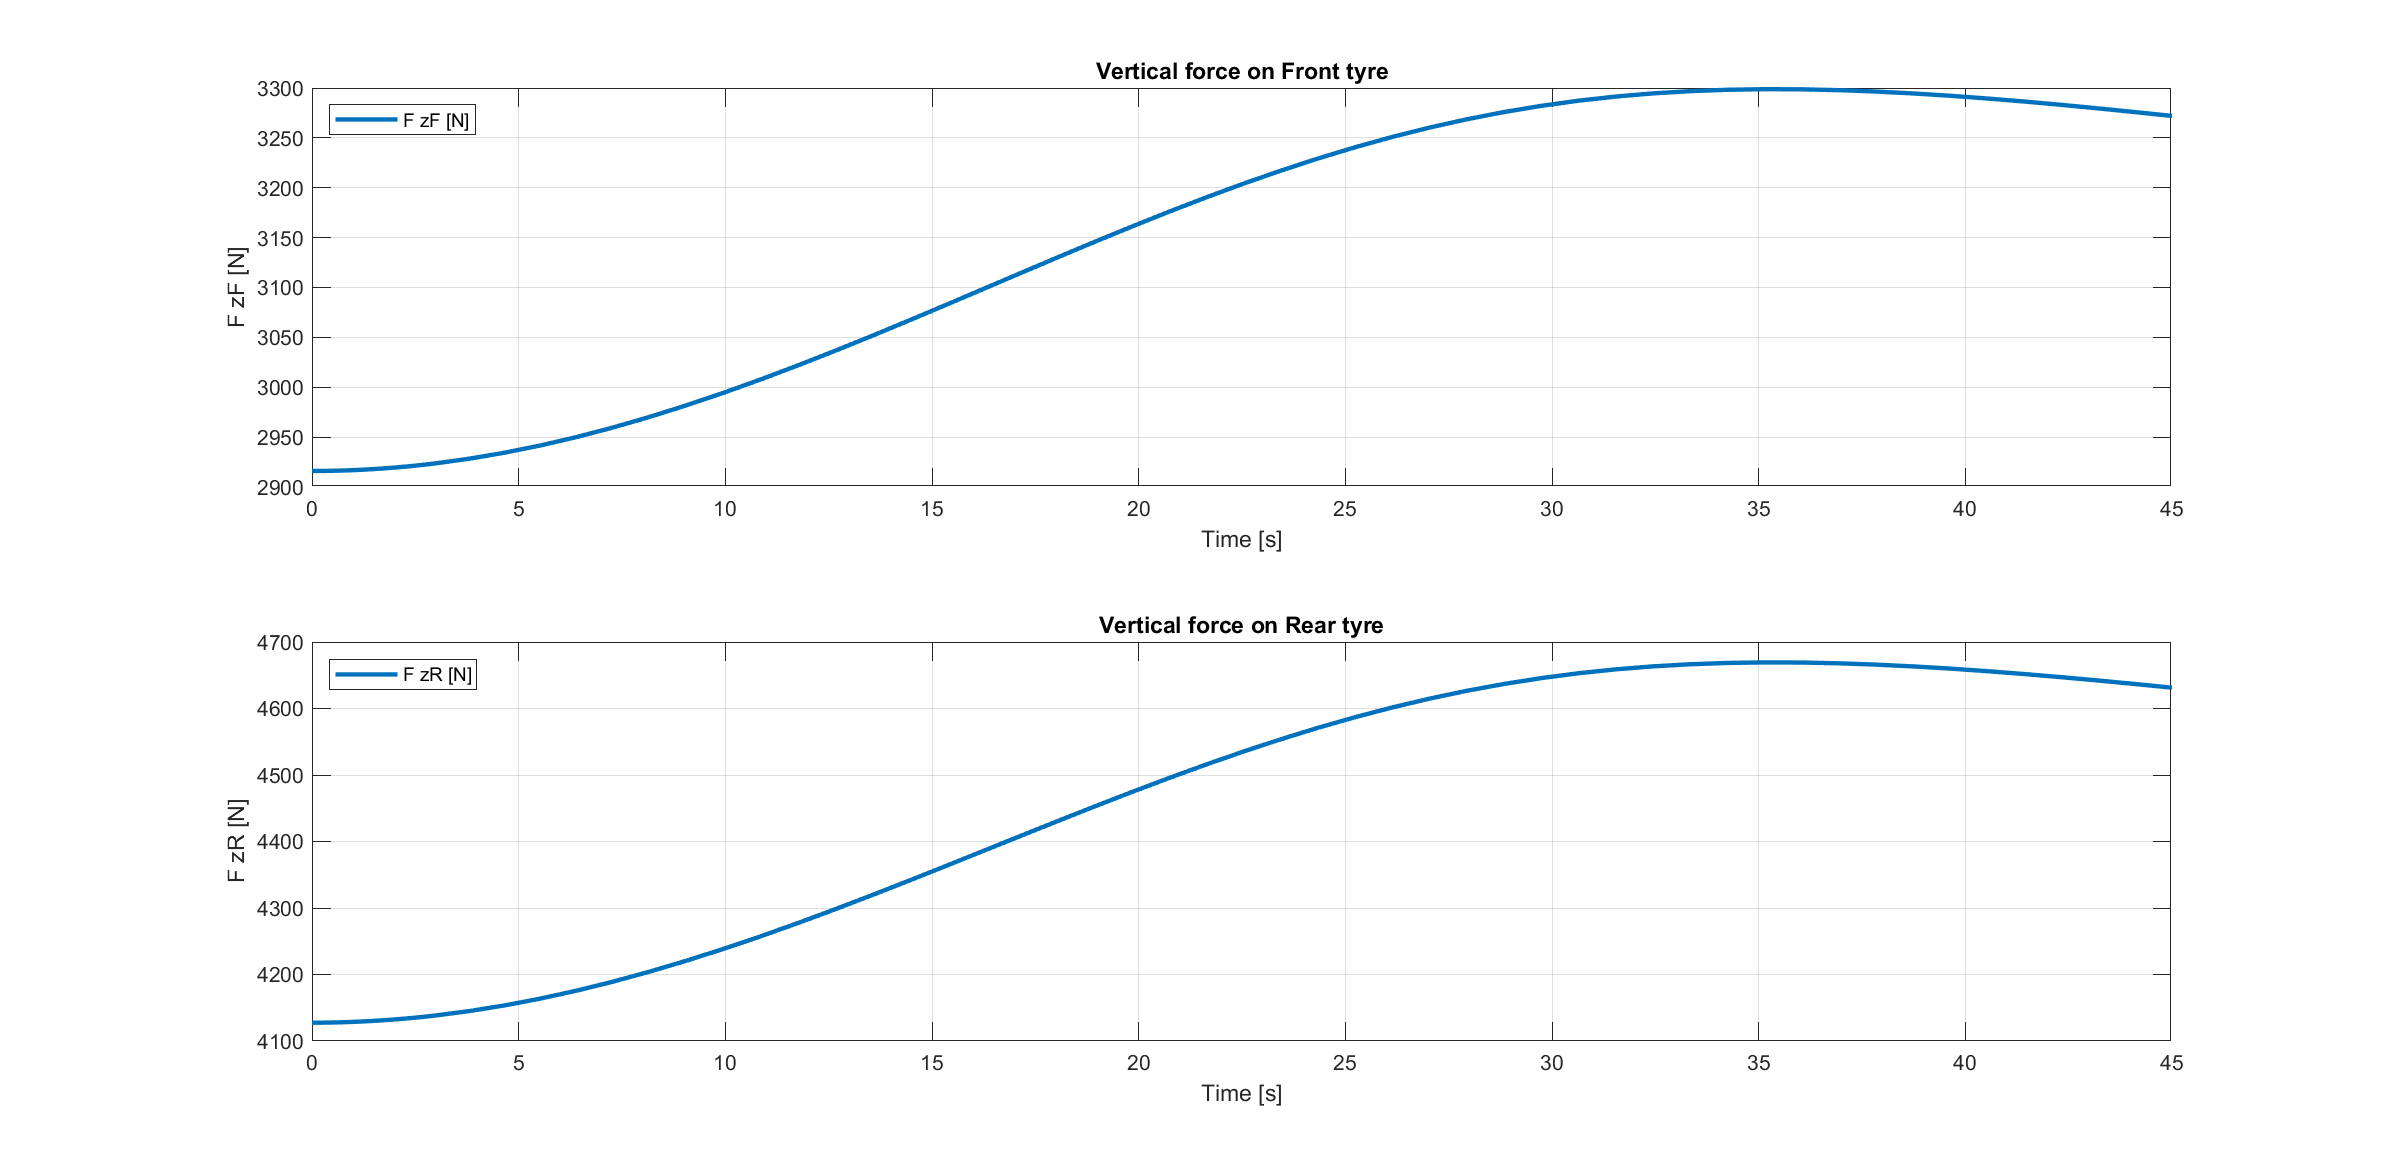 Vertical force on Front tyre
F zF [N]
3300
3250
3200
3150
3100
3050
3000
2950
2900
F zF [N]
0 5 10 15 20 25 30 35 40 45
Time [s]
Vertical force on Rear tyre
F zR [N]
4700
4600
4500
4400
4300
4200
4100
F zR [N]
0 5 10 15 20 25 30 35 40 45
Time [s]